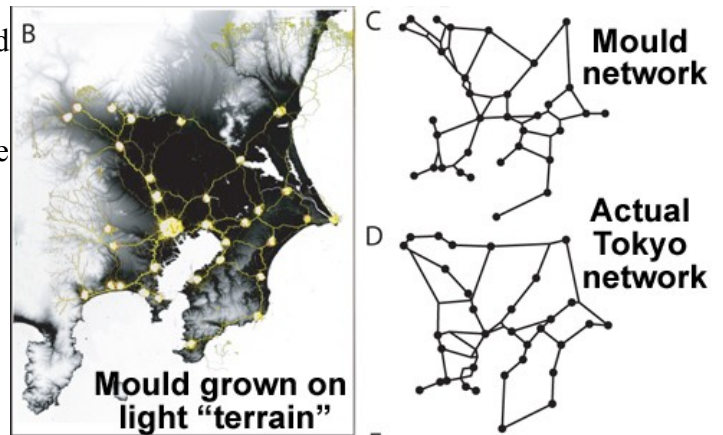 B
C
Mould
network
Actual
Tokyo
network
D
Mould grown on
light “terrain”